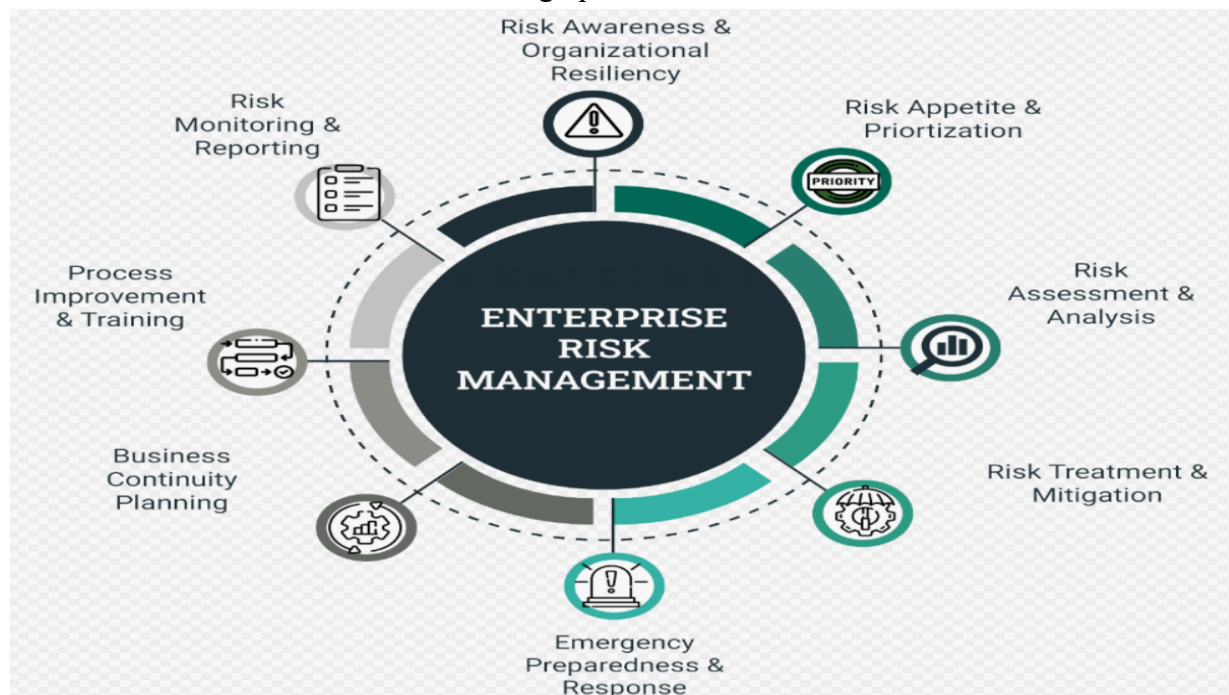 Risk Awareness &
Organizational
Resiliency
Risk Appetite &
Priortization
PRIORITY
Risk
Assessment &
Analysis
Risk Treatment &
Mitigation
Emergency
Preparedness &
Response
Business
Continuity
Planning
Process
Improvement
& Training
Risk
Monitoring &
Reporting
ENTERPRISE
RISK
MANAGEMENT